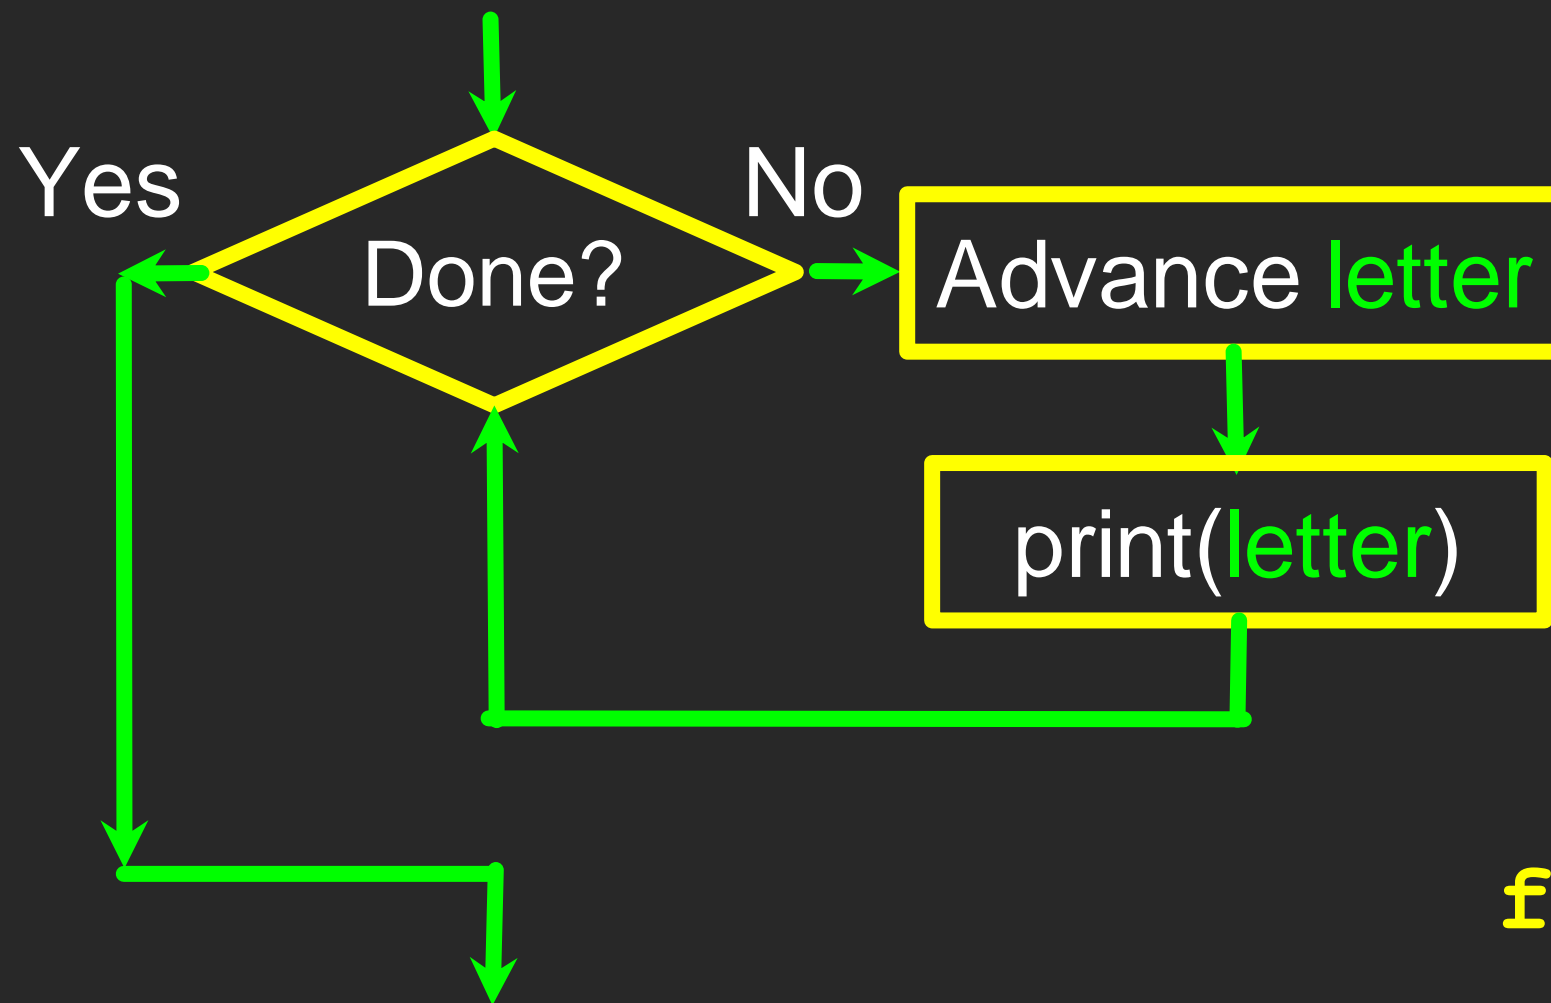 Yes
No
Done?
Advance letter
print(letter)
f